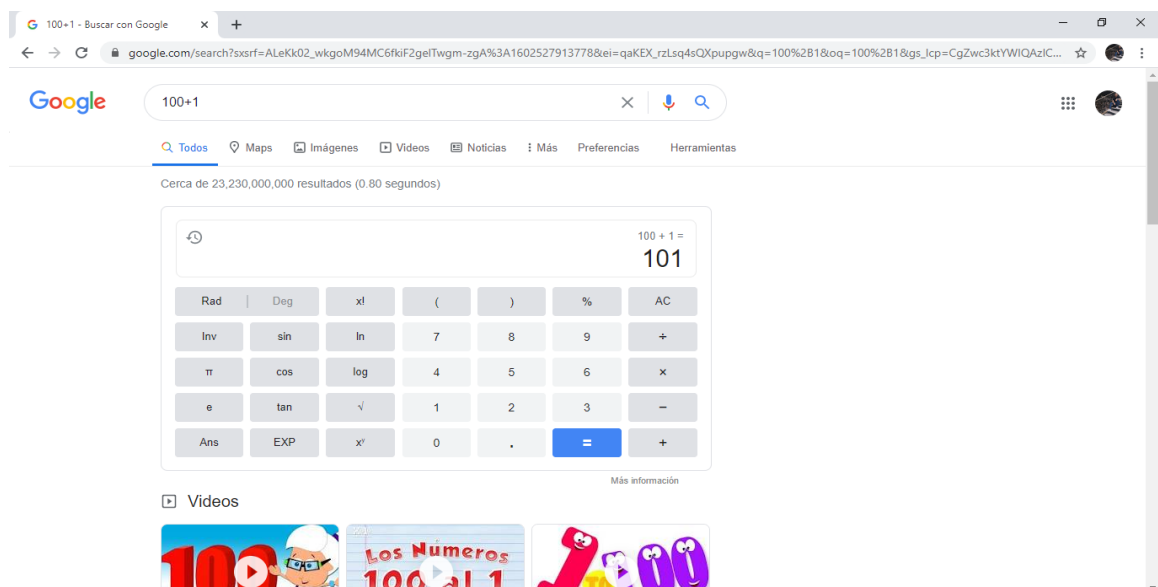 100+1 - Buscar con Google
google.com/search?sxsrf=ALeKk02_wkgoM94MC6fkiF2gelTwgm-zgA%3A1602527913778&ei=qaKEX_rzLsq4sQXpupgw&q=100%2B1&oq=100%2B1&gs_lcp=CgZwc3ktYWIQAzIC...
Google
100+1
Todos Maps Imágenes Videos Noticias Más Preferencias Herramientas
Cerca de 23,230,000,000 resultados (0.80 segundos)
100 + 1 =
101
Rad | Deg x! ( ) % AC
Inv sin ln 7 8 9 ÷
π cos log 4 5 6 ×
e tan √ 1 2 3 −
Ans EXP xʸ 0 . = +
Más información
Videos
100
Los Números
100 al 1
100